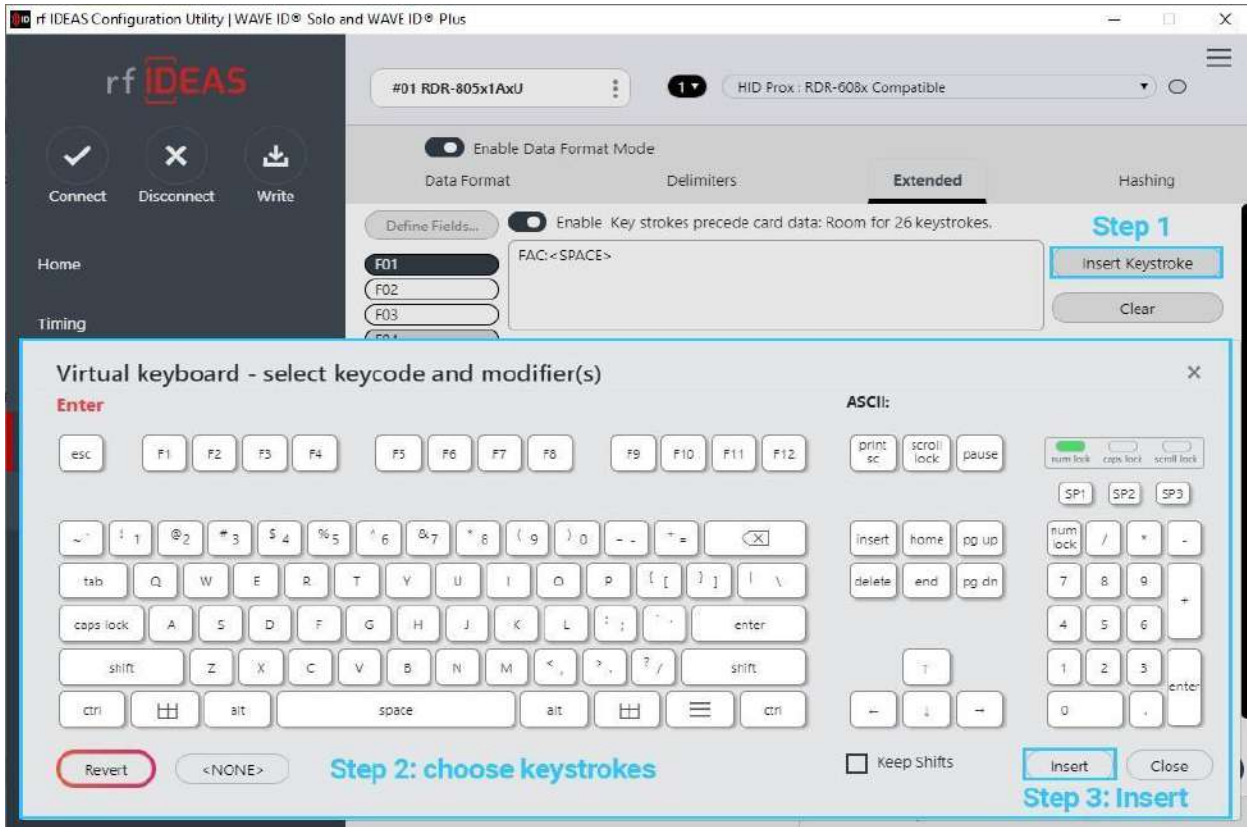 rf IDEAS Configuration Utility | WAVE ID® Solo and WAVE ID® Plus
rf IDEAS
#01 RDR-805x1AxU
1
HID Prox : RDR-608x Compatible
Connect
Disconnect
Write
Enable Data Format Mode
Data Format
Delimiters
Extended
Hashing
Define Fields...
Enable Key strokes precede card data: Room for 26 keystrokes.
Step 1
Home
F01
FAC:<SPACE>
Insert Keystroke
F02
Timing
F03
Clear
Virtual keyboard - select keycode and modifier(s)
Enter
ASCII:
esc F1 F2 F3 F4 F5 F6 F7 F8 F9 F10 F11 F12 print sc scroll lock pause
num lock caps lock scroll lock
SP1 SP2 SP3
~ ` ! 1 @ 2 # 3 $ 4 % 5 ^ 6 & 7 * 8 ( 9 ) 0 - - + = insert home pg up num lock / * -
tab Q W E R T Y U I O P { [ } ] | \ delete end pg dn 7 8 9 +
caps lock A S D F G H J K L : ; enter 4 5 6
shift Z X C V B N M < , > . ? / shift ↑ 1 2 3 enter
ctrl alt space alt ctrl ← ↓ → 0 .
Revert
<NONE>
Step 2: choose keystrokes
Keep Shifts
Insert
Close
Step 3: Insert